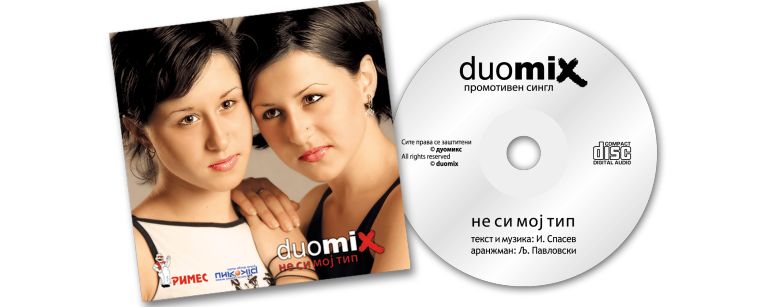 duomix
не си мој тип
РИМЕС
duomix
промотивен сингл
Сите права се заштитени
© дуомикс
All rights reserved
© duomix
COMPACT
disc
DIGITAL AUDIO
не си мој тип
текст и музика: И. Спасев
аранжман: Љ. Павловски